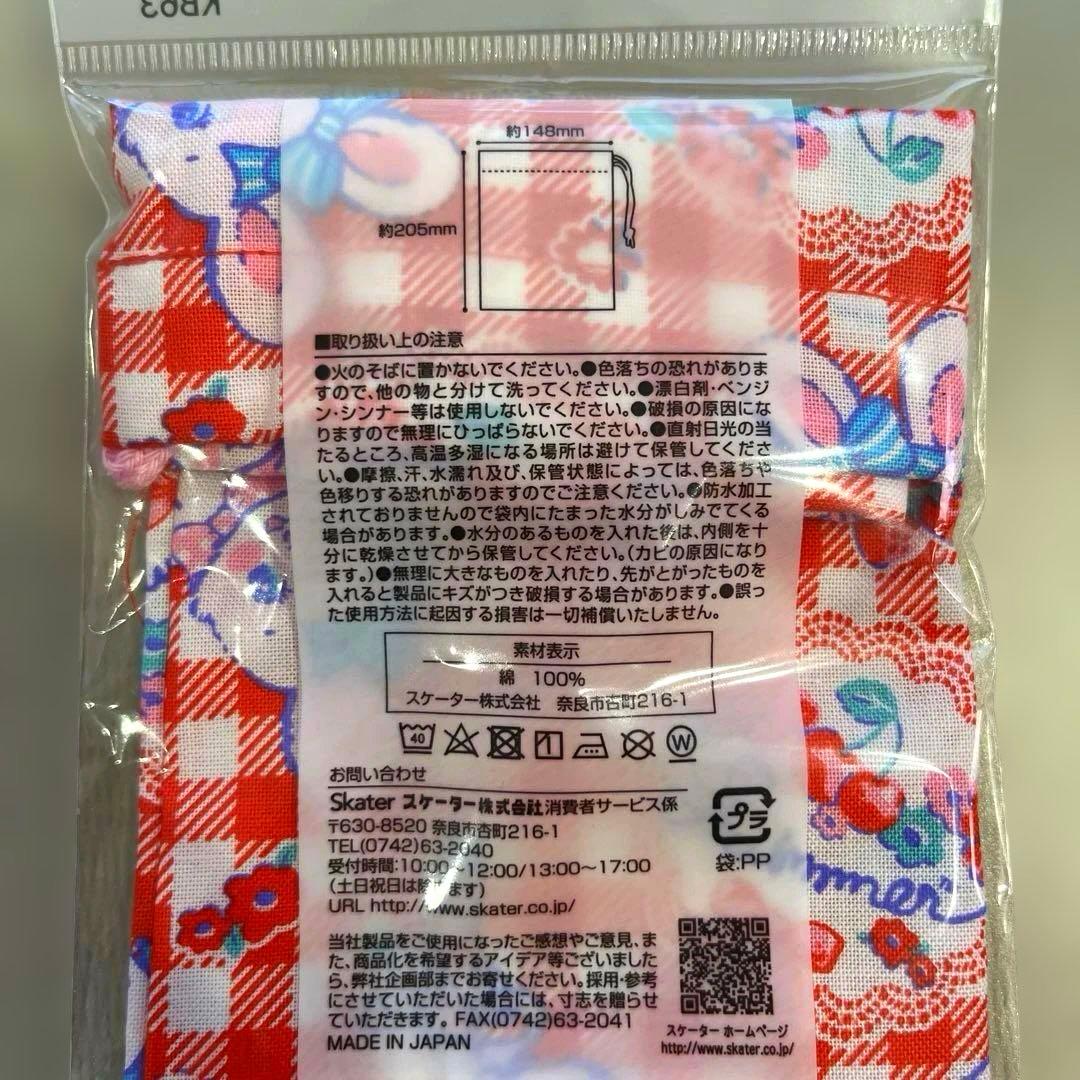 KB63
約148mm
約205mm
■取り扱い上の注意
●火のそばに置かないでください。●色落ちの恐れがありま
すので、他の物と分けて洗ってください。●漂白剤・ベンジ
ン・シンナー等は使用しないでください。●破損の原因にな
りますので無理にひっぱらないでください。●直射日光の当
たるところ、高温多湿になる場所は避けて保管してくださ
い。●摩擦、汗、水濡れ及び、保管状態によっては、色落ちや
色移りする恐れがありますのでご注意ください。●防水加工
されておりませんので袋内にたまった水分がしみでてくる
場合があります。●水分のあるものを入れた後は、内側を十
分に乾燥させてから保管してください。(カビの原因になり
ます。)●無理に大きなものを入れたり、先がとがったものを
入れると製品にキズがつき破損する場合があります。●誤っ
た使用方法に起因する損害は一切補償いたしません。
素材表示
綿 100%
スケーター株式会社 奈良市杏町216-1
40
W
お問い合わせ
Skater スケーター株式会社消費者サービス係
〒630-8520 奈良市杏町216-1
TEL(0742)63-2040
受付時間:10:00~12:00/13:00~17:00
(土日祝日は除きます)
URL http://www.skater.co.jp/
プラ
袋:PP
mmer
当社製品をご使用になったご感想やご意見、ま
た、商品化を希望するアイデア等ございました
ら、弊社企画部までお寄せください。採用・参考
にさせていただいた場合には、寸志を贈らせ
ていただきます。FAX(0742)63-2041
MADE IN JAPAN
スケーター ホームページ
http://www.skater.co.jp/